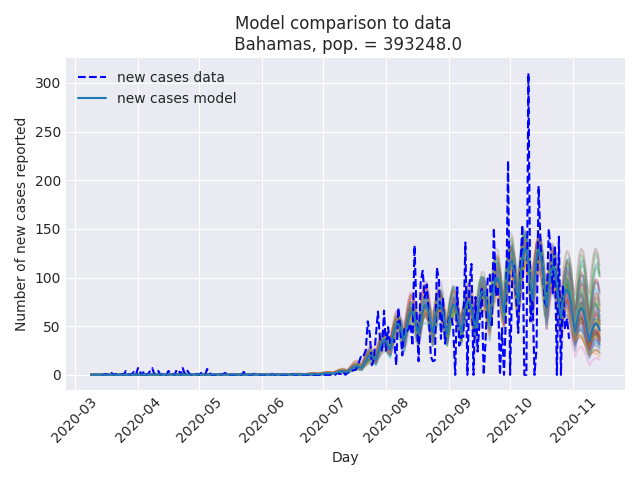 Model comparison to data
Bahamas, pop. = 393248.0
new cases data
new cases model
Number of new cases reported
300
250
200
150
100
50
0
2020-03
2020-04
2020-05
2020-06
2020-07
2020-08
2020-09
2020-10
2020-11
Day